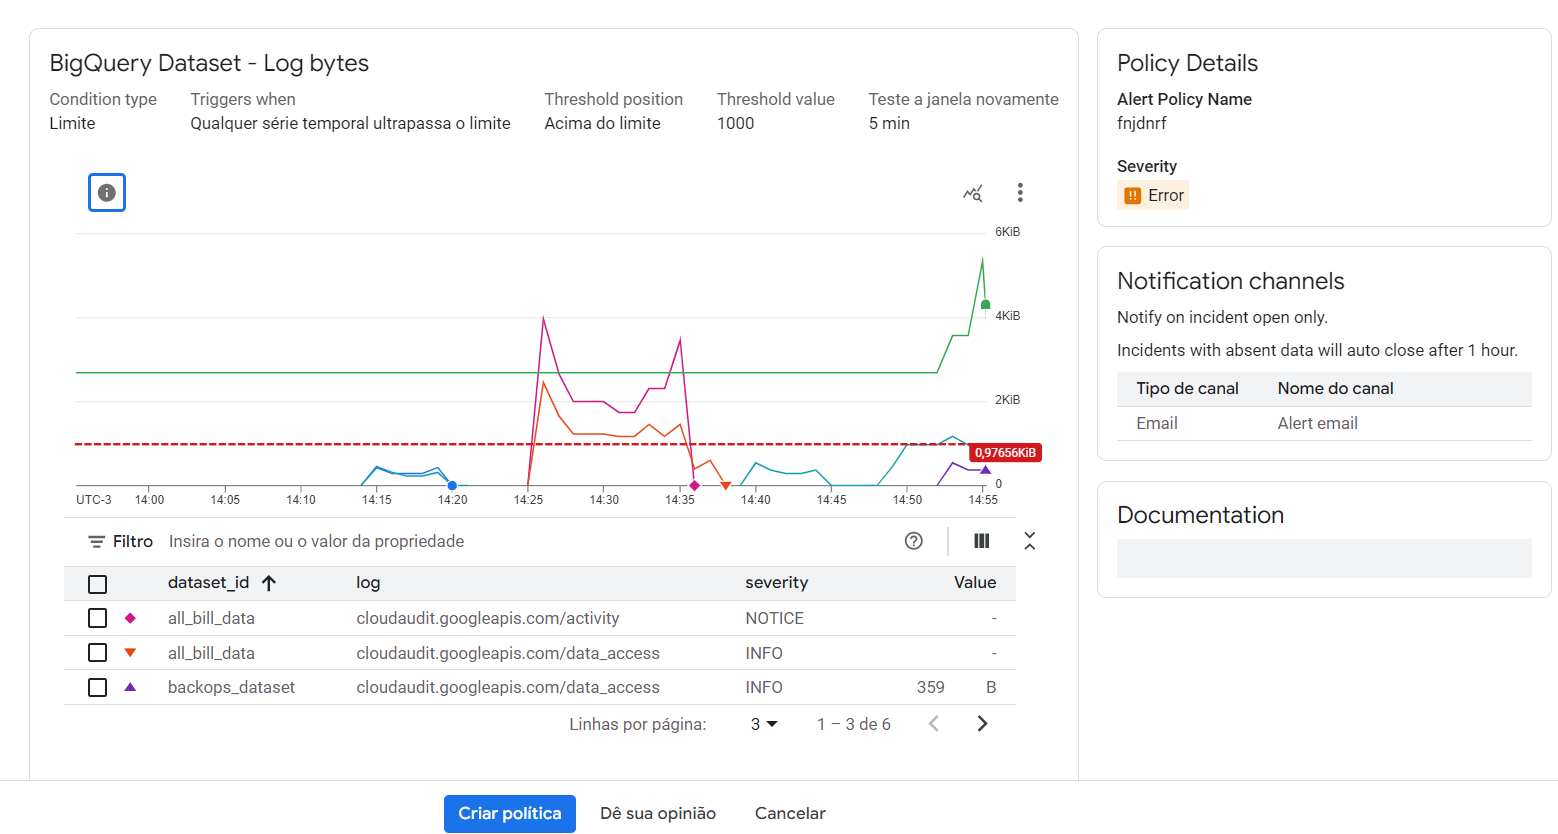 BigQuery Dataset - Log bytes
Condition type
Limite
Triggers when
Qualquer série temporal ultrapassa o limite
Threshold position
Acima do limite
Threshold value
1000
Teste a janela novamente
5 min
6KiB
4KiB
2KiB
0,97656KiB
0
UTC-3 14:00 14:05 14:10 14:15 14:20 14:25 14:30 14:35 14:40 14:45 14:50 14:55
Filtro Insira o nome ou o valor da propriedade
dataset_id log severity Value
all_bill_data cloudaudit.googleapis.com/activity NOTICE -
all_bill_data cloudaudit.googleapis.com/data_access INFO -
backops_dataset cloudaudit.googleapis.com/data_access INFO 359 B
Linhas por página: 3 1 – 3 de 6
Policy Details
Alert Policy Name
fnjdnrf
Severity
Error
Notification channels
Notify on incident open only.
Incidents with absent data will auto close after 1 hour.
Tipo de canal Nome do canal
Email Alert email
Documentation
Criar política Dê sua opinião Cancelar